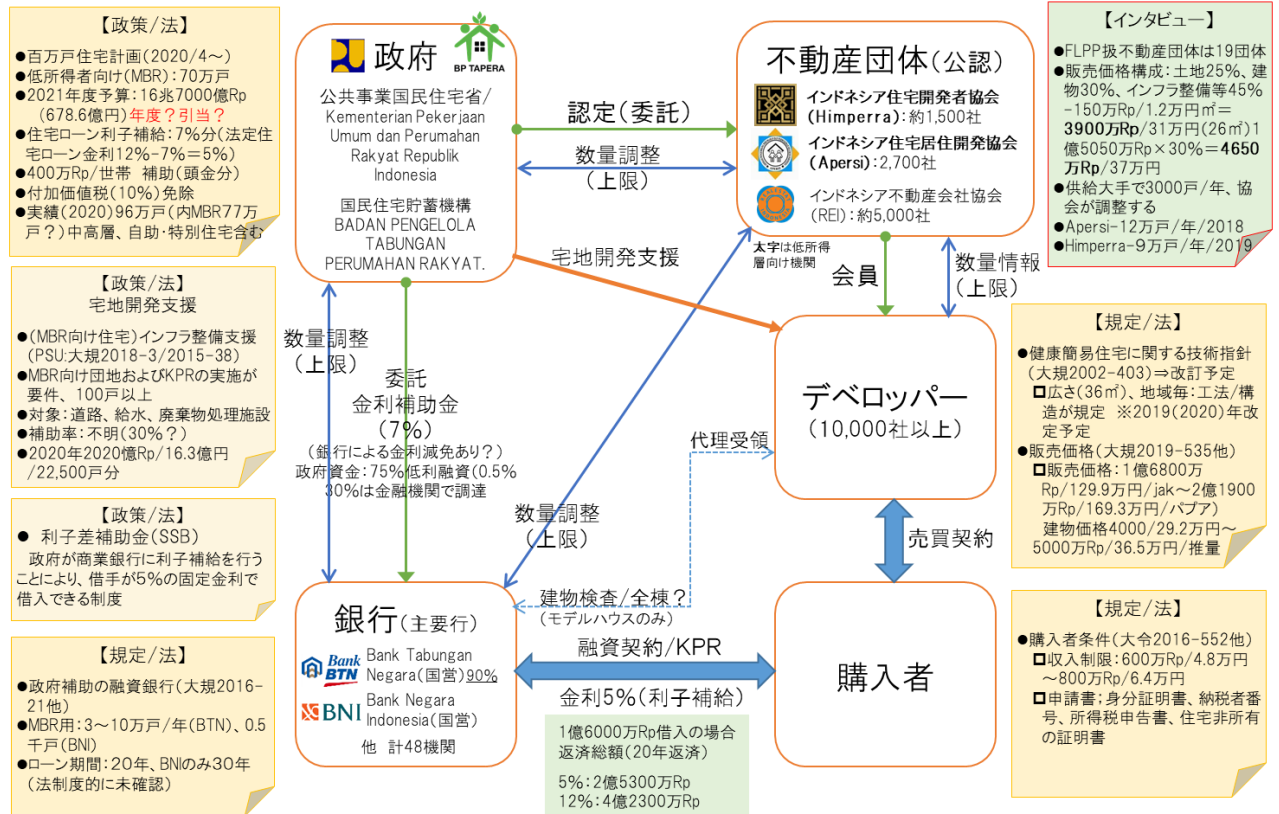 【政策/法】
●百万戸住宅計画(2020/4～)
●低所得者向け(MBR)：70万戸
●2021年度予算：16兆7000億Rp
(678.6億円)年度？引当？
●住宅ローン利子補給：7%分(法定住
宅ローン金利12%-7%=5%)
●400万Rp/世帯 補助(頭金分)
●付加価値税(10%)免除
●実績(2020)96万戸(内MBR77万
戸？)中高層、自助・特別住宅含む
【政策/法】
宅地開発支援
●(MBR向け住宅)インフラ整備支援
(PSU:大規2018-3/2015-38)
●MBR向け団地およびKPRの実施が
要件、100戸以上
●対象：道路、給水、廃棄物処理施設
●補助率：不明(30%？)
●2020年2020憶Rp/16.3億円
/22,500戸分
【政策/法】
● 利子差補助金(SSB)
政府が商業銀行に利子補給を行う
ことにより、借手が5%の固定金利で
借入できる制度
【規定/法】
●政府補助の融資銀行(大規2016-
21他)
●MBR用：3～10万戸/年(BTN)、0.5
千戸(BNI)
●ローン期間：20年、BNIのみ30年
(法制度的に未確認)
政府
BP TAPERA
公共事業国民住宅省/
Kementerian Pekerjaan
Umum dan Perumahan
Rakyat Republik
Indonesia
国民住宅貯蓄機構
BADAN PENGELOLA
TABUNGAN
PERUMAHAN RAKYAT.
認定(委託)
数量調整
(上限)
宅地開発支援
不動産団体(公認)
インドネシア住宅開発者協会
(Himperra)：約1,500社
インドネシア住宅居住開発協会
(Apersi)：2,700社
インドネシア不動産会社協会
(REI)：約5,000社
太字は低所得
層向け機関
会員
数量情報
(上限)
数量調整
(上限)
委託
金利補助金
(7%)
(銀行による金利減免あり？)
政府資金：75%低利融資(0.5%
30%は金融機関で調達
数量調整
(上限)
代理受領
デベロッパー
(10,000社以上)
売買契約
建物検査/全棟？
(モデルハウスのみ)
銀行(主要行)
Bank
BTN
Bank Tabungan
Negara(国営)90%
BNI
Bank Negara
Indonesia(国営)
他 計48機関
融資契約/KPR
金利5%(利子補給)
1億6000万Rp借入の場合
返済総額(20年返済)
5%：2億5300万Rp
12%：4億2300万Rp
購入者
【インタビュー】
●FLPP扱不動産団体は19団体
●販売価格構成：土地25%、建
物30%、インフラ整備等45%
-150万Rp/1.2万円㎡＝
3900万Rp/31万円(26㎡)1
億5050万Rp×30%＝4650
万Rp/37万円
●供給大手で3000戸/年、協
会が調整する
●Apersi-12万戸/年/2018
●Himperra-9万戸/年/2019
【規定/法】
●健康簡易住宅に関する技術指針
(大規2002-403)⇒改訂予定
広さ(36㎡)、地域毎：工法/構
造が規定 ※2019(2020)年改
定予定
●販売価格(大規2019-535他)
販売価格：1億6800万
Rp/129.9万円/jak～2億1900
万Rp/169.3万円/パプア)
建物価格4000/29.2万円～
5000万Rp/36.5万円/推量
【規定/法】
●購入者条件(大令2016-552他)
収入制限：600万Rp/4.8万円
～800万Rp/6.4万円
申請書；身分証明書、納税者番
号、所得税申告書、住宅非所有
の証明書